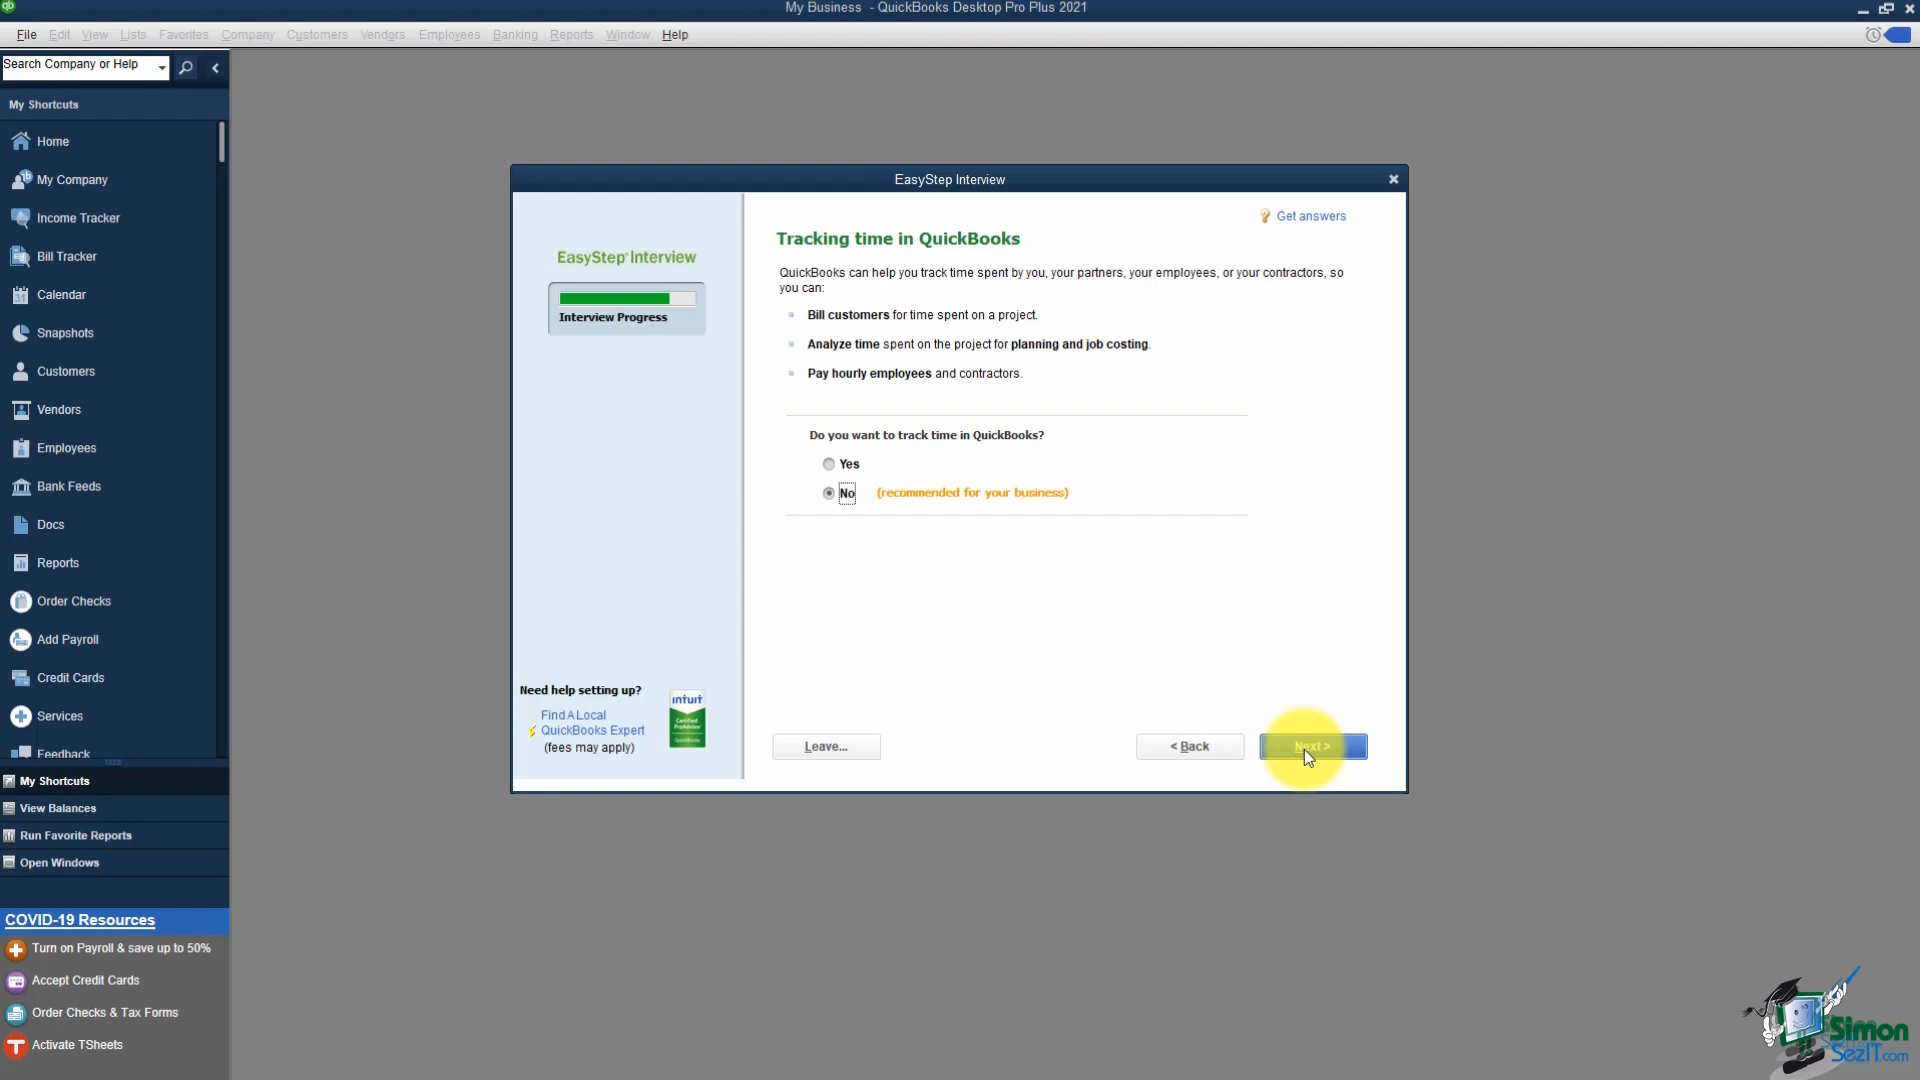 My Business - QuickBooks Desktop Pro Plus 2021
File Edit View Lists Favorites Company Customers Vendors Employees Banking Reports Window Help
Search Company or Help
My Shortcuts
Home
My Company
Income Tracker
Bill Tracker
Calendar
Snapshots
Customers
Vendors
Employees
Bank Feeds
Docs
Reports
Order Checks
Add Payroll
Credit Cards
Services
Feedback
My Shortcuts
View Balances
Run Favorite Reports
Open Windows
COVID-19 Resources
Turn on Payroll & save up to 50%
Accept Credit Cards
Order Checks & Tax Forms
Activate TSheets
EasyStep Interview
EasyStep Interview
Interview Progress
Need help setting up?
Find A Local
QuickBooks Expert
(fees may apply)
intuit
Certified
ProAdvisor
QuickBooks
Get answers
Tracking time in QuickBooks
QuickBooks can help you track time spent by you, your partners, your employees, or your contractors, so
you can:
Bill customers for time spent on a project.
Analyze time spent on the project for planning and job costing.
Pay hourly employees and contractors.
Do you want to track time in QuickBooks?
Yes
No (recommended for your business)
Leave... < Back Next >
Simon
SezIT.com